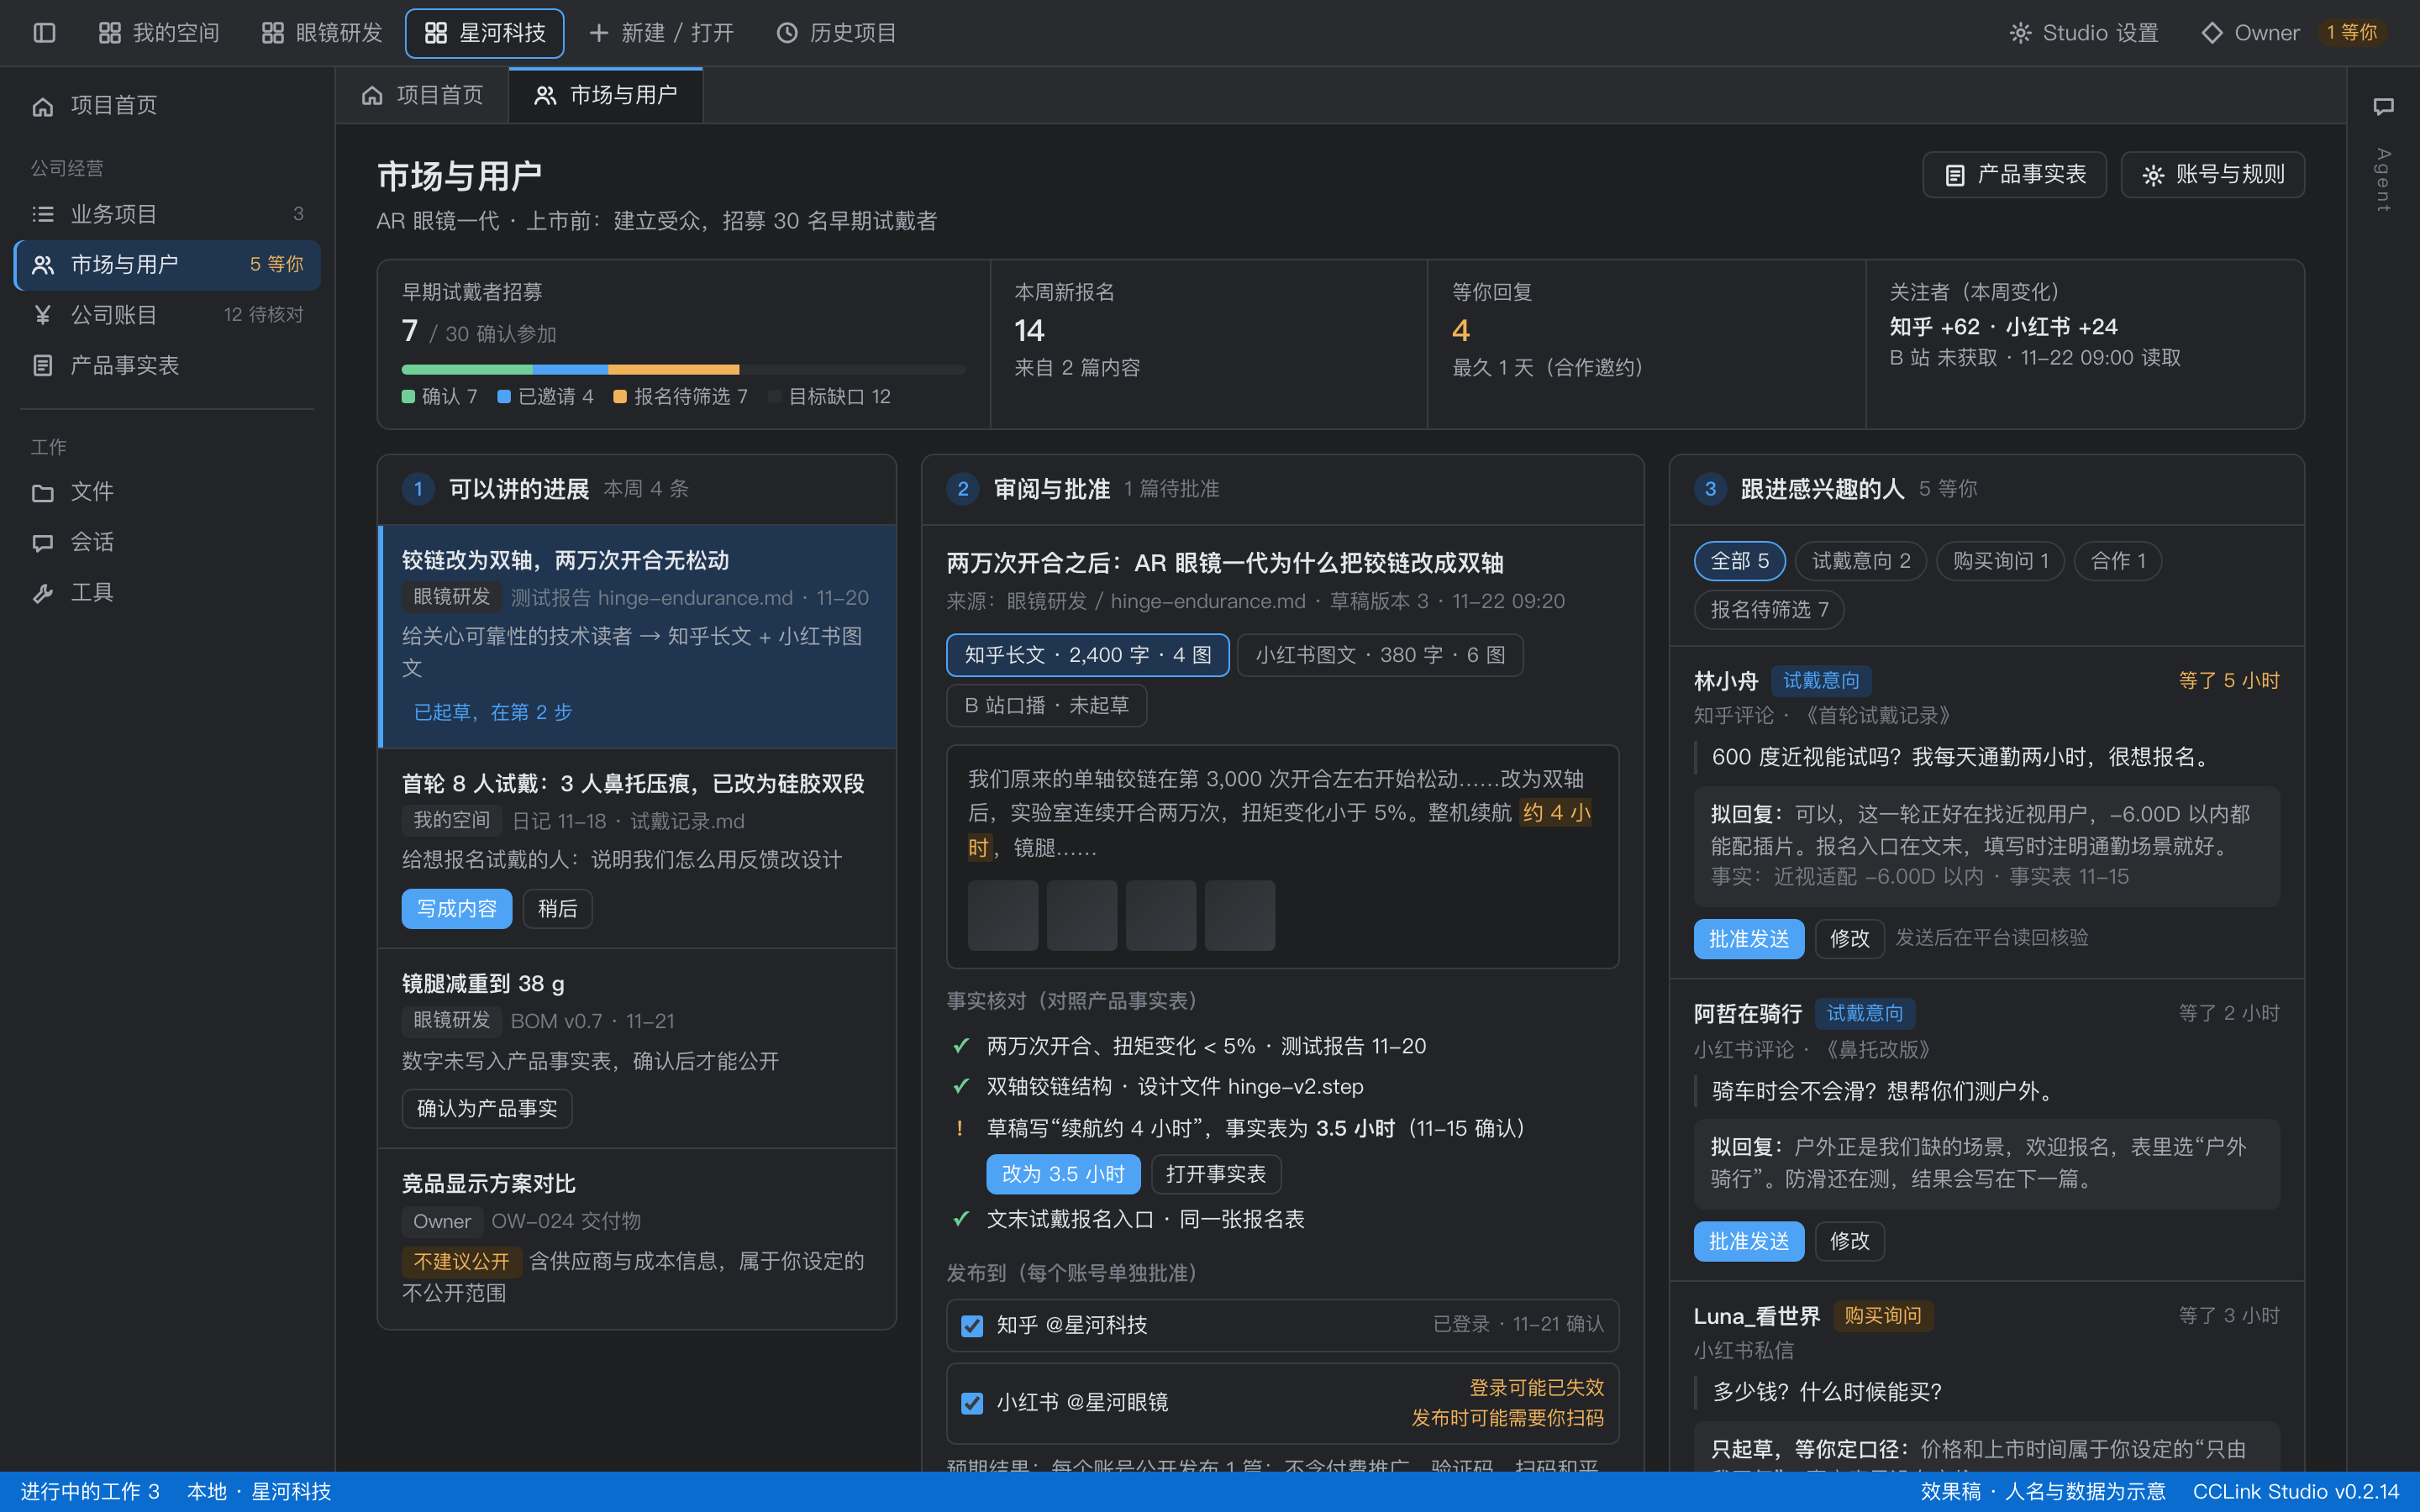 我的空间
眼镜研发
星河科技
新建 / 打开
历史项目
Studio 设置
Owner
1 等你
项目首页
公司经营
业务项目 3
市场与用户 5 等你
公司账目 12 待核对
产品事实表
工作
文件
会话
工具
项目首页
市场与用户
Agent
市场与用户
AR 眼镜一代 · 上市前：建立受众，招募 30 名早期试戴者
产品事实表
账号与规则
早期试戴者招募
7 / 30 确认参加
确认 7 已邀请 4 报名待筛选 7 目标缺口 12
本周新报名
14
来自 2 篇内容
等你回复
4
最久 1 天（合作邀约）
关注者（本周变化）
知乎 +62 · 小红书 +24
B 站 未获取 · 11-22 09:00 读取
1 可以讲的进展 本周 4 条
铰链改为双轴，两万次开合无松动
眼镜研发 测试报告 hinge-endurance.md · 11-20
给关心可靠性的技术读者 → 知乎长文 + 小红书图
文
已起草，在第 2 步
首轮 8 人试戴：3 人鼻托压痕，已改为硅胶双段
我的空间 日记 11-18 · 试戴记录.md
给想报名试戴的人：说明我们怎么用反馈改设计
写成内容 稍后
镜腿减重到 38 g
眼镜研发 BOM v0.7 · 11-21
数字未写入产品事实表，确认后才能公开
确认为产品事实
竞品显示方案对比
Owner OW-024 交付物
不建议公开 含供应商与成本信息，属于你设定的
不公开范围
2 审阅与批准 1 篇待批准
两万次开合之后：AR 眼镜一代为什么把铰链改成双轴
来源：眼镜研发 / hinge-endurance.md · 草稿版本 3 · 11-22 09:20
知乎长文 · 2,400 字 · 4 图
小红书图文 · 380 字 · 6 图
B 站口播 · 未起草
我们原来的单轴铰链在第 3,000 次开合左右开始松动……改为双轴
后，实验室连续开合两万次，扭矩变化小于 5%。整机续航 约 4 小
时，镜腿……
事实核对（对照产品事实表）
✓ 两万次开合、扭矩变化 < 5% · 测试报告 11-20
✓ 双轴铰链结构 · 设计文件 hinge-v2.step
! 草稿写“续航约 4 小时”，事实表为 3.5 小时（11-15 确认）
改为 3.5 小时 打开事实表
✓ 文末试戴报名入口 · 同一张报名表
发布到（每个账号单独批准）
知乎 @星河科技 已登录 · 11-21 确认
小红书 @星河眼镜
登录可能已失效
发布时可能需要你扫码
预期结果：每个账号公开发布 1 篇；不含付费推广。验证码、扫码和平
3 跟进感兴趣的人 5 等你
全部 5 试戴意向 2 购买询问 1 合作 1
报名待筛选 7
林小舟 试戴意向 等了 5 小时
知乎评论 · 《首轮试戴记录》
600 度近视能试吗？我每天通勤两小时，很想报名。
拟回复：可以，这一轮正好在找近视用户，-6.00D 以内都
能配插片。报名入口在文末，填写时注明通勤场景就好。
事实：近视适配 -6.00D 以内 · 事实表 11-15
批准发送 修改 发送后在平台读回核验
阿哲在骑行 试戴意向 等了 2 小时
小红书评论 · 《鼻托改版》
骑车时会不会滑？想帮你们测户外。
拟回复：户外正是我们缺的场景，欢迎报名，表里选“户外
骑行”。防滑还在测，结果会写在下一篇。
批准发送 修改
Luna_看世界 购买询问 等了 3 小时
小红书私信
多少钱？什么时候能买？
只起草，等你定口径：价格和上市时间属于你设定的“只由
进行中的工作 3 本地 · 星河科技
效果稿 · 人名与数据为示意 CCLink Studio v0.2.14